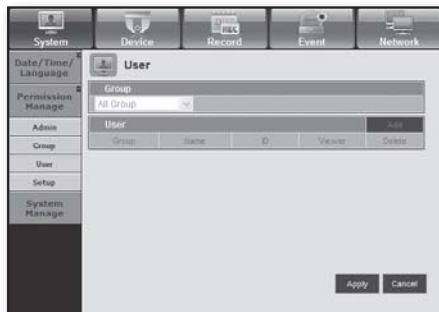 System Device Record Event Network
REC
Date/Time/
Language
User
Permission
Manage
Group
All Group
Admin
User Add
Group Name ID Viewer Delete
Group
User
Setup
System
Manage
Apply Cancel